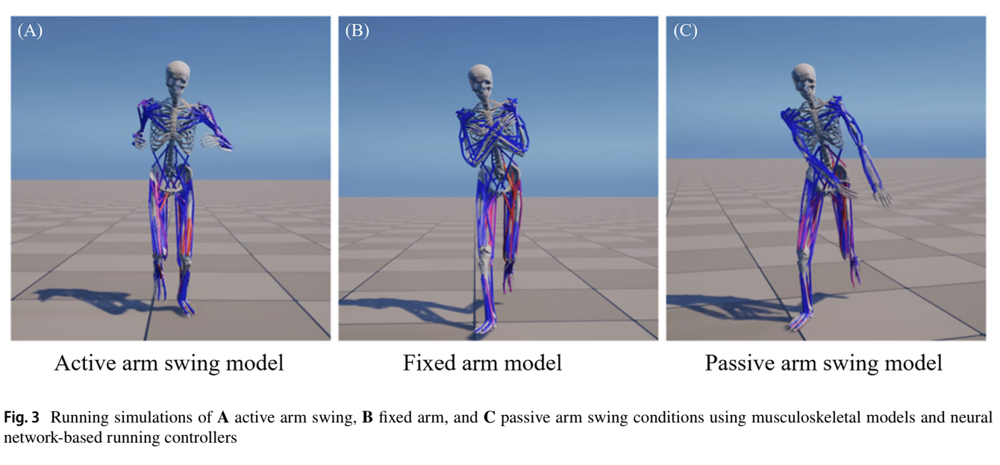 (A)
(B)
(C)
Active arm swing model
Fixed arm model
Passive arm swing model
Fig. 3 Running simulations of A active arm swing, B fixed arm, and C passive arm swing conditions using musculoskeletal models and neural
network-based running controllers